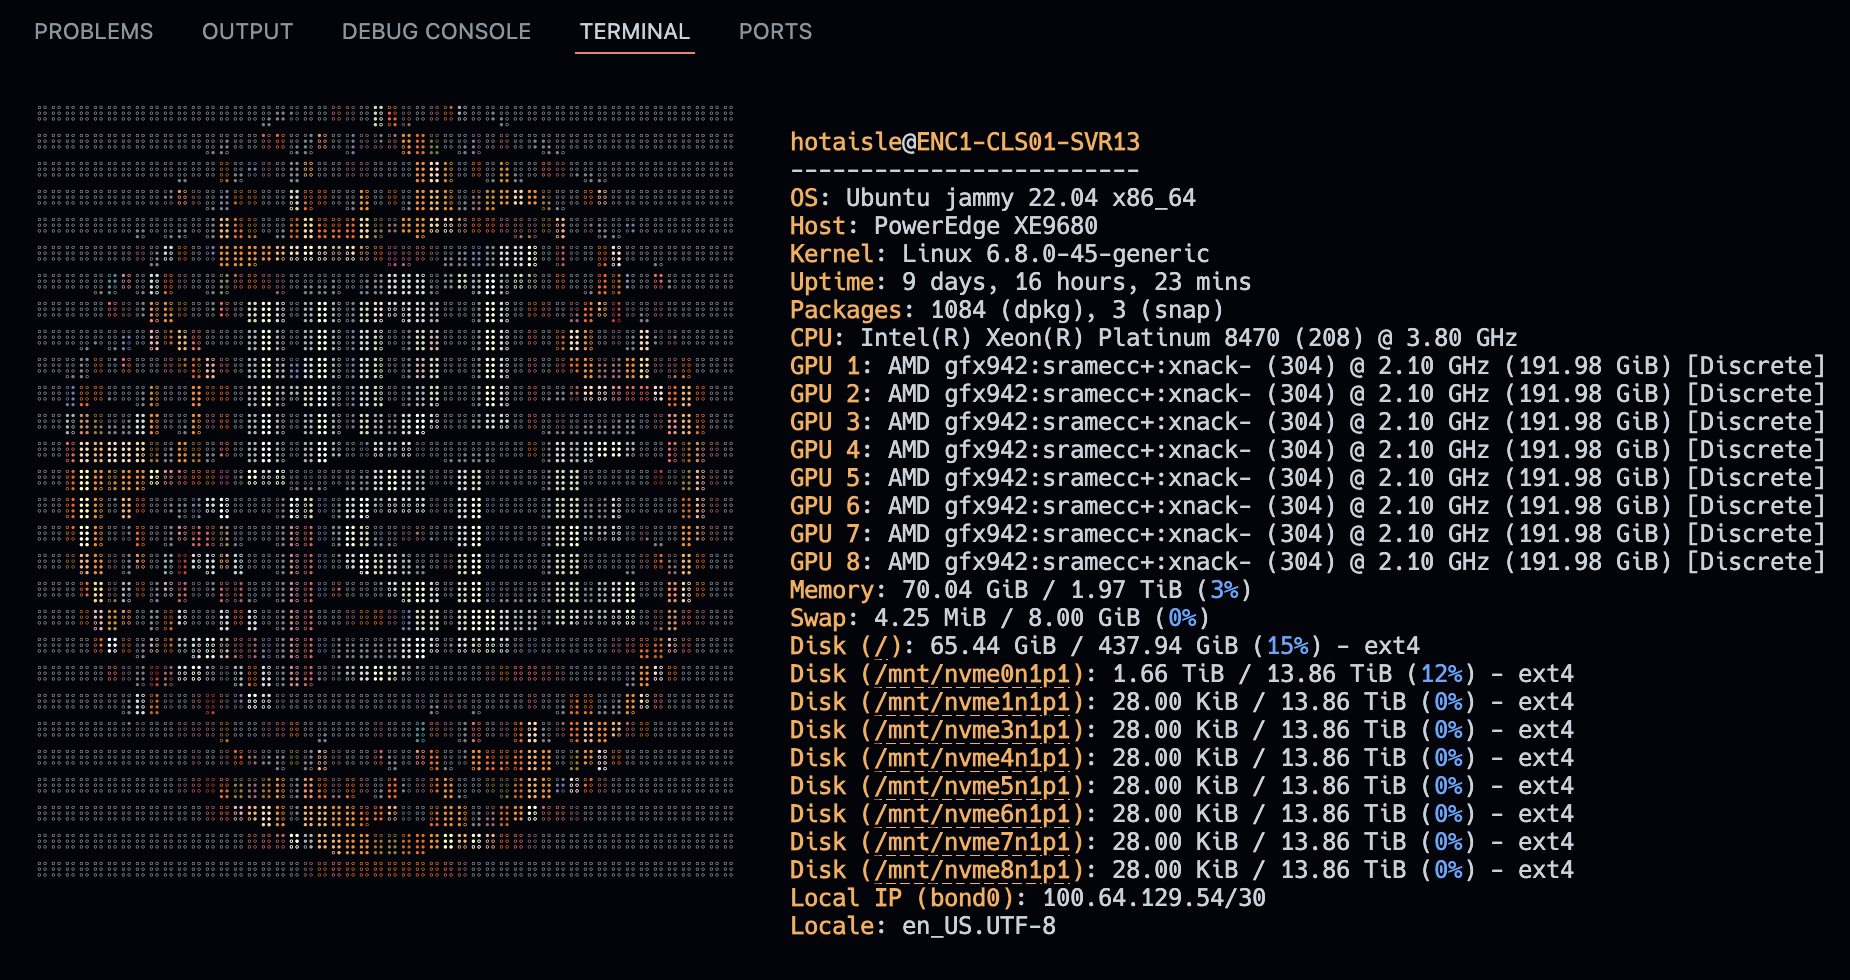 PROBLEMS OUTPUT DEBUG CONSOLE TERMINAL PORTS
HOT
AISLE
hotaisle@ENC1-CLS01-SVR13
-------------------------
OS: Ubuntu jammy 22.04 x86_64
Host: PowerEdge XE9680
Kernel: Linux 6.8.0-45-generic
Uptime: 9 days, 16 hours, 23 mins
Packages: 1084 (dpkg), 3 (snap)
CPU: Intel(R) Xeon(R) Platinum 8470 (208) @ 3.80 GHz
GPU 1: AMD gfx942:sramecc+:xnack- (304) @ 2.10 GHz (191.98 GiB) [Discrete]
GPU 2: AMD gfx942:sramecc+:xnack- (304) @ 2.10 GHz (191.98 GiB) [Discrete]
GPU 3: AMD gfx942:sramecc+:xnack- (304) @ 2.10 GHz (191.98 GiB) [Discrete]
GPU 4: AMD gfx942:sramecc+:xnack- (304) @ 2.10 GHz (191.98 GiB) [Discrete]
GPU 5: AMD gfx942:sramecc+:xnack- (304) @ 2.10 GHz (191.98 GiB) [Discrete]
GPU 6: AMD gfx942:sramecc+:xnack- (304) @ 2.10 GHz (191.98 GiB) [Discrete]
GPU 7: AMD gfx942:sramecc+:xnack- (304) @ 2.10 GHz (191.98 GiB) [Discrete]
GPU 8: AMD gfx942:sramecc+:xnack- (304) @ 2.10 GHz (191.98 GiB) [Discrete]
Memory: 70.04 GiB / 1.97 TiB (3%)
Swap: 4.25 MiB / 8.00 GiB (0%)
Disk (/): 65.44 GiB / 437.94 GiB (15%) - ext4
Disk (/mnt/nvme0n1p1): 1.66 TiB / 13.86 TiB (12%) - ext4
Disk (/mnt/nvme1n1p1): 28.00 KiB / 13.86 TiB (0%) - ext4
Disk (/mnt/nvme3n1p1): 28.00 KiB / 13.86 TiB (0%) - ext4
Disk (/mnt/nvme4n1p1): 28.00 KiB / 13.86 TiB (0%) - ext4
Disk (/mnt/nvme5n1p1): 28.00 KiB / 13.86 TiB (0%) - ext4
Disk (/mnt/nvme6n1p1): 28.00 KiB / 13.86 TiB (0%) - ext4
Disk (/mnt/nvme7n1p1): 28.00 KiB / 13.86 TiB (0%) - ext4
Disk (/mnt/nvme8n1p1): 28.00 KiB / 13.86 TiB (0%) - ext4
Local IP (bond0): 100.64.129.54/30
Locale: en_US.UTF-8